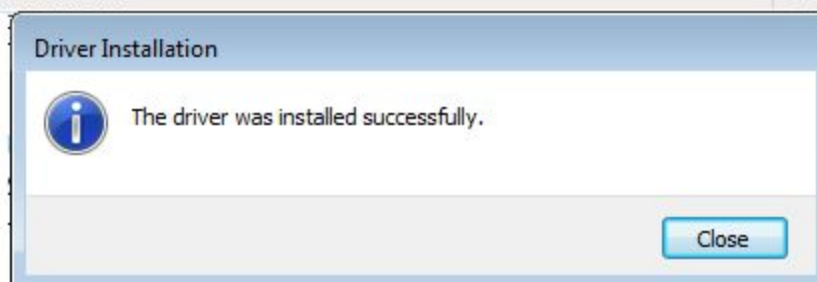 Driver Installation
The driver was installed successfully.
Close